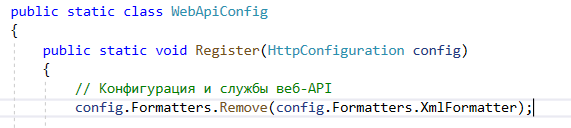 public static class WebApiConfig
{
public static void Register(HttpConfiguration config)
{
// Конфигурация и службы веб-API
config.Formatters.Remove(config.Formatters.XmlFormatter);